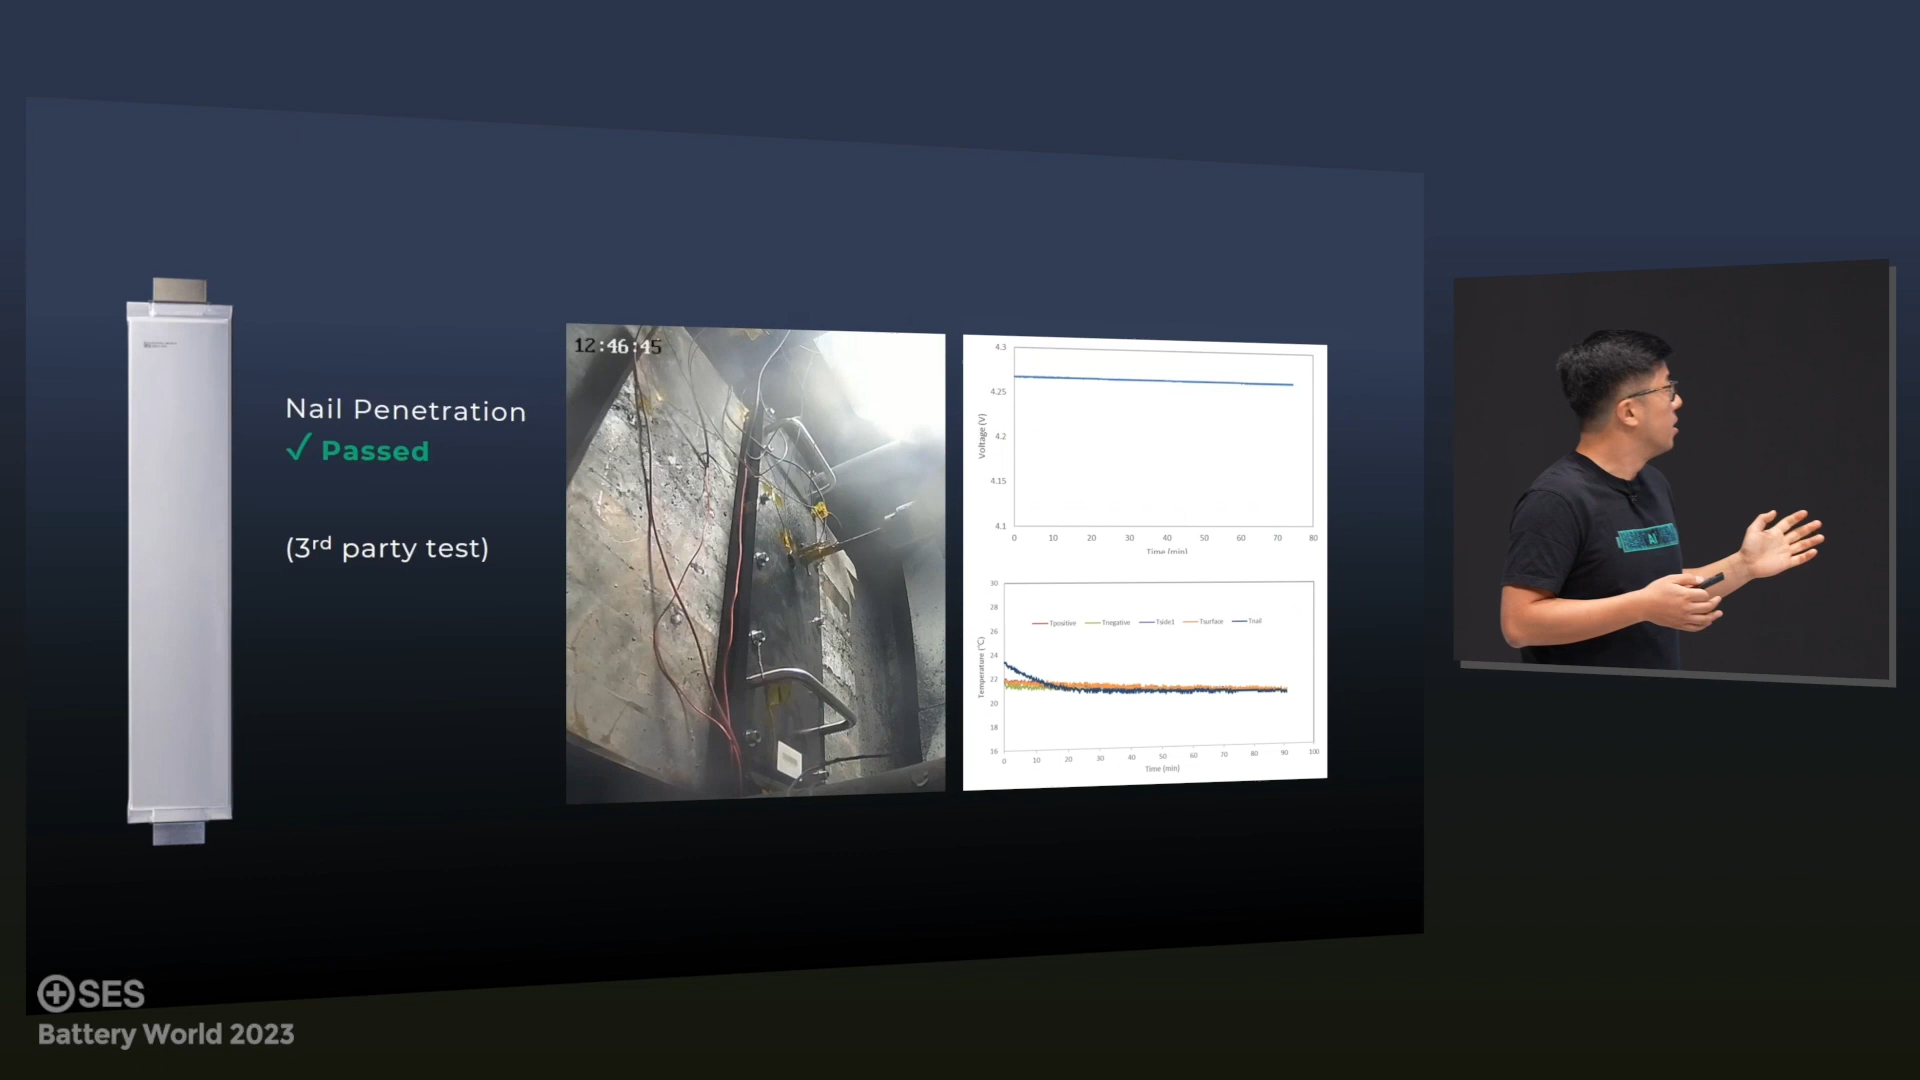 Nail Penetration
✓ Passed
(3rd party test)
12:46:45
4.3
4.25
4.2
4.15
4.1
Voltage (V)
0 10 20 30 40 50 60 70 80
Time (min)
30
28
26
24
22
20
18
16
Temperature (°C)
Tpositive Tnegative Tside1 Tsurface Tnail
0 10 20 30 40 50 60 70 80 90 100
Time (min)
AI
SES
Battery World 2023